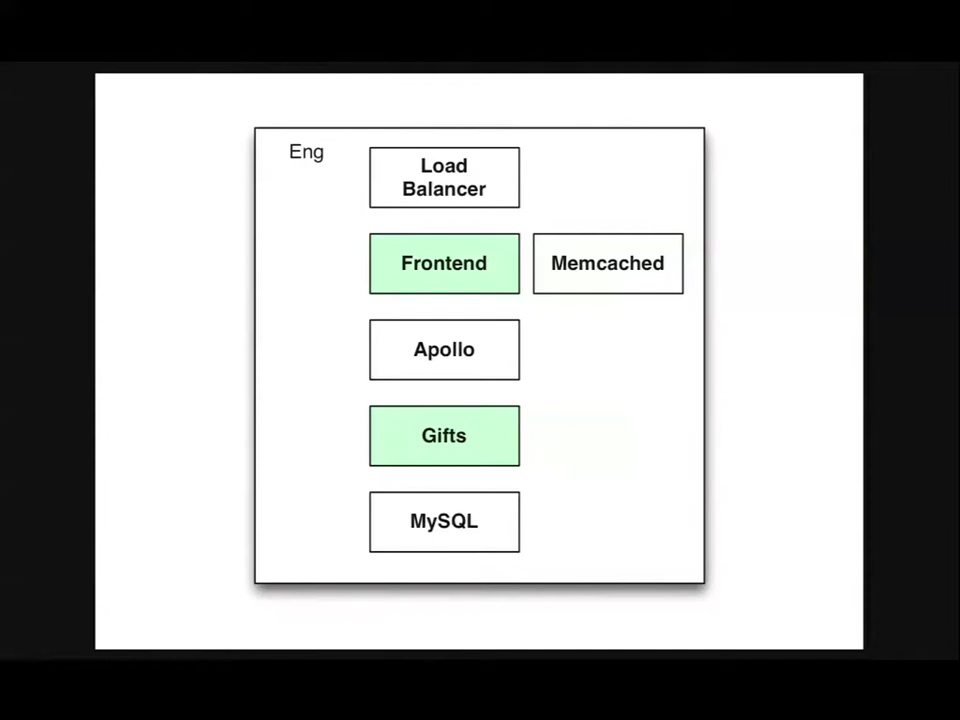 Eng
Load
Balancer
Frontend
Memcached
Apollo
Gifts
MySQL